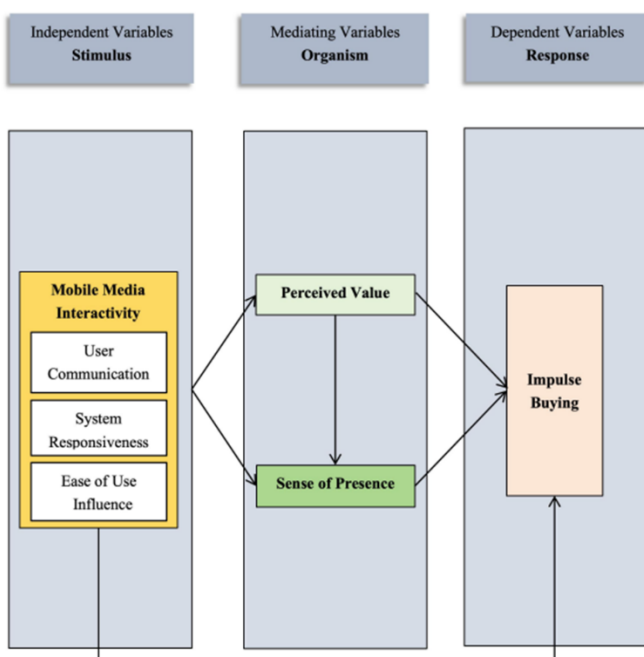 Independent Variables
Stimulus
Mediating Variables
Organism
Dependent Variables
Response
Mobile Media
Interactivity
User
Communication
System
Responsiveness
Ease of Use
Influence
Perceived Value
Sense of Presence
Impulse
Buying